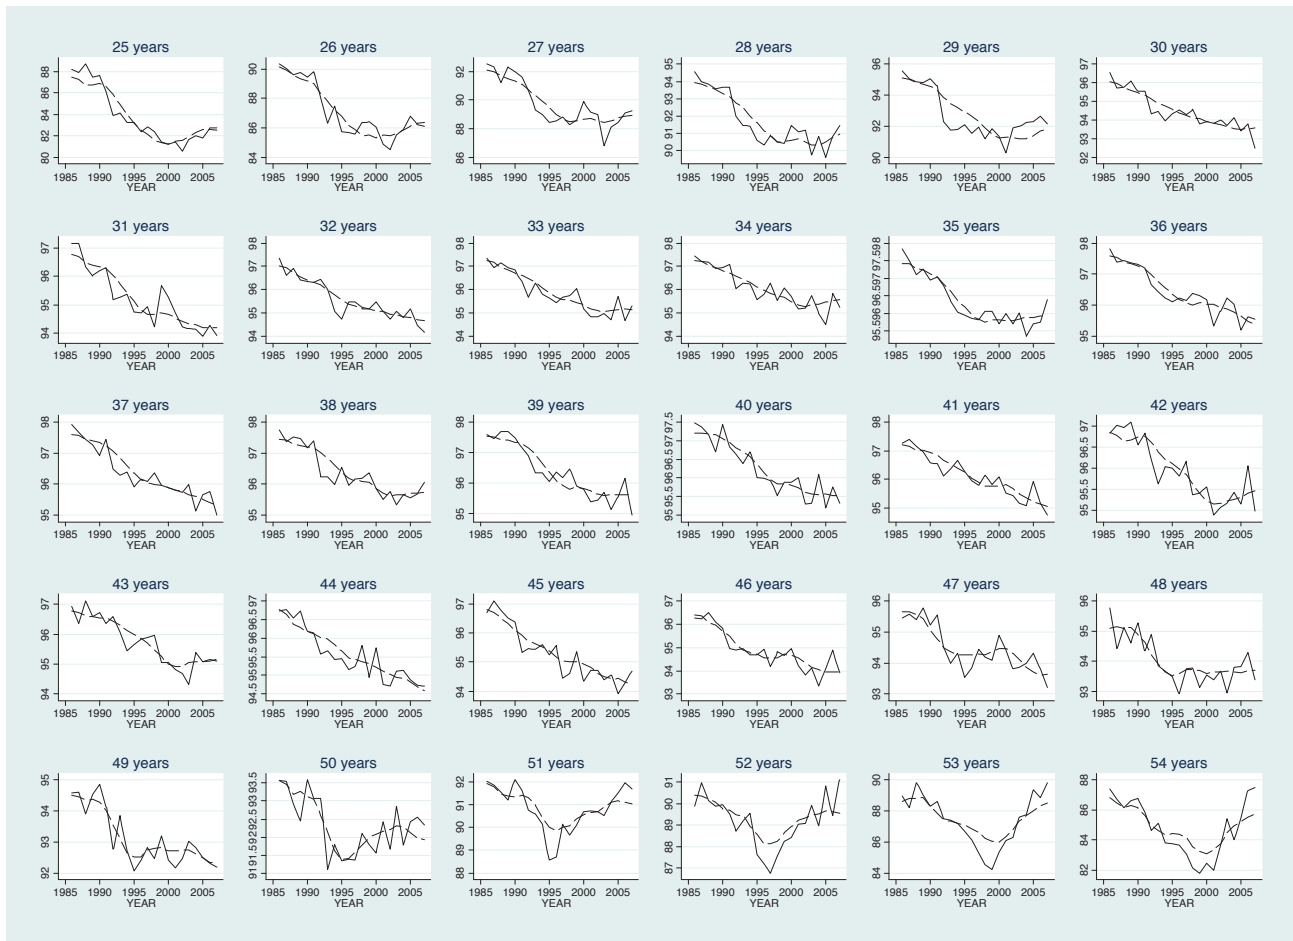 25 years
80 82 84 86 88
1985 1990 1995 2000 2005
YEAR
26 years
84 86 88 90
1985 1990 1995 2000 2005
YEAR
27 years
86 88 90 92
1985 1990 1995 2000 2005
YEAR
28 years
90 91 92 93 94 95
1985 1990 1995 2000 2005
YEAR
29 years
90 92 94 96
1985 1990 1995 2000 2005
YEAR
30 years
92 93 94 95 96 97
1985 1990 1995 2000 2005
YEAR
31 years
94 95 96 97
1985 1990 1995 2000 2005
YEAR
32 years
94 95 96 97 98
1985 1990 1995 2000 2005
YEAR
33 years
94 95 96 97 98
1985 1990 1995 2000 2005
YEAR
34 years
94 95 96 97 98
1985 1990 1995 2000 2005
YEAR
35 years
95.5 96 96.5 97 97.5 98
1985 1990 1995 2000 2005
YEAR
36 years
95 96 97 98
1985 1990 1995 2000 2005
YEAR
37 years
95 96 97 98
1985 1990 1995 2000 2005
YEAR
38 years
95 96 97 98
1985 1990 1995 2000 2005
YEAR
39 years
95 96 97 98
1985 1990 1995 2000 2005
YEAR
40 years
95 95.5 96 96.5 97 97.5
1985 1990 1995 2000 2005
YEAR
41 years
95 96 97 98
1985 1990 1995 2000 2005
YEAR
42 years
95 95.5 96 96.5 97
1985 1990 1995 2000 2005
YEAR
43 years
94 95 96 97
1985 1990 1995 2000 2005
YEAR
44 years
94.5 95 95.5 96 96.5 97
1985 1990 1995 2000 2005
YEAR
45 years
94 95 96 97
1985 1990 1995 2000 2005
YEAR
46 years
93 94 95 96 97
1985 1990 1995 2000 2005
YEAR
47 years
93 94 95 96
1985 1990 1995 2000 2005
YEAR
48 years
93 94 95 96
1985 1990 1995 2000 2005
YEAR
49 years
92 93 94 95
1985 1990 1995 2000 2005
YEAR
50 years
91 91.5 92 92.5 93 93.5
1985 1990 1995 2000 2005
YEAR
51 years
88 89 90 91 92
1985 1990 1995 2000 2005
YEAR
52 years
87 88 89 90 91
1985 1990 1995 2000 2005
YEAR
53 years
84 86 88 90
1985 1990 1995 2000 2005
YEAR
54 years
82 84 86 88
1985 1990 1995 2000 2005
YEAR